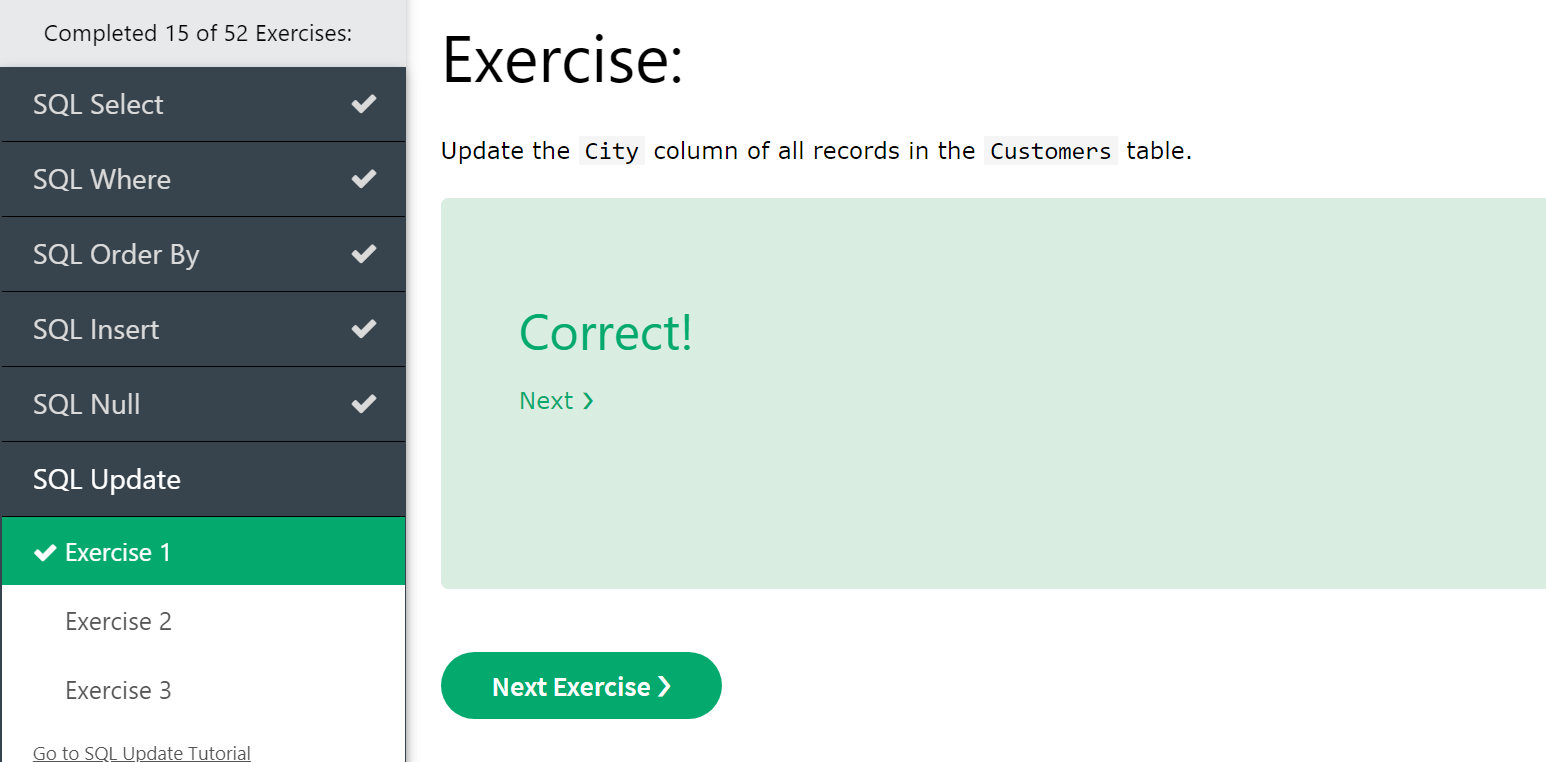 Completed 15 of 52 Exercises:
SQL Select
SQL Where
SQL Order By
SQL Insert
SQL Null
SQL Update
Exercise 1
Exercise 2
Exercise 3
Go to SQL Update Tutorial
Exercise:
Update the City column of all records in the Customers table.
Correct!
Next ❯
Next Exercise ❯